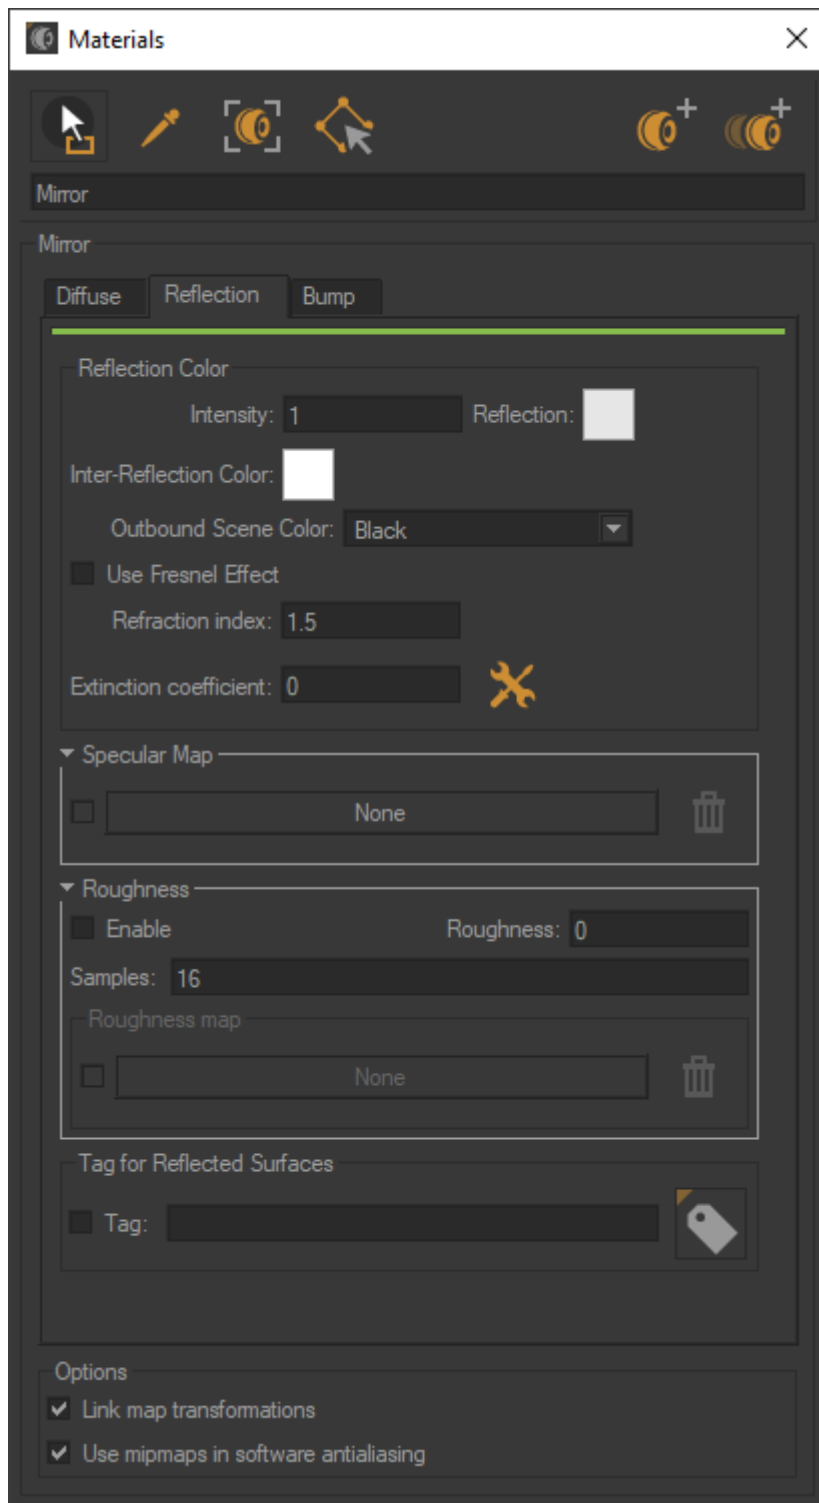 Materials
Mirror
Mirror
Diffuse Reflection Bump
Reflection Color
Intensity: 1 Reflection:
Inter-Reflection Color:
Outbound Scene Color: Black
Use Fresnel Effect
Refraction index: 1.5
Extinction coefficient: 0
Specular Map
None
Roughness
Enable Roughness: 0
Samples: 16
Roughness map
None
Tag for Reflected Surfaces
Tag:
Options
Link map transformations
Use mipmaps in software antialiasing